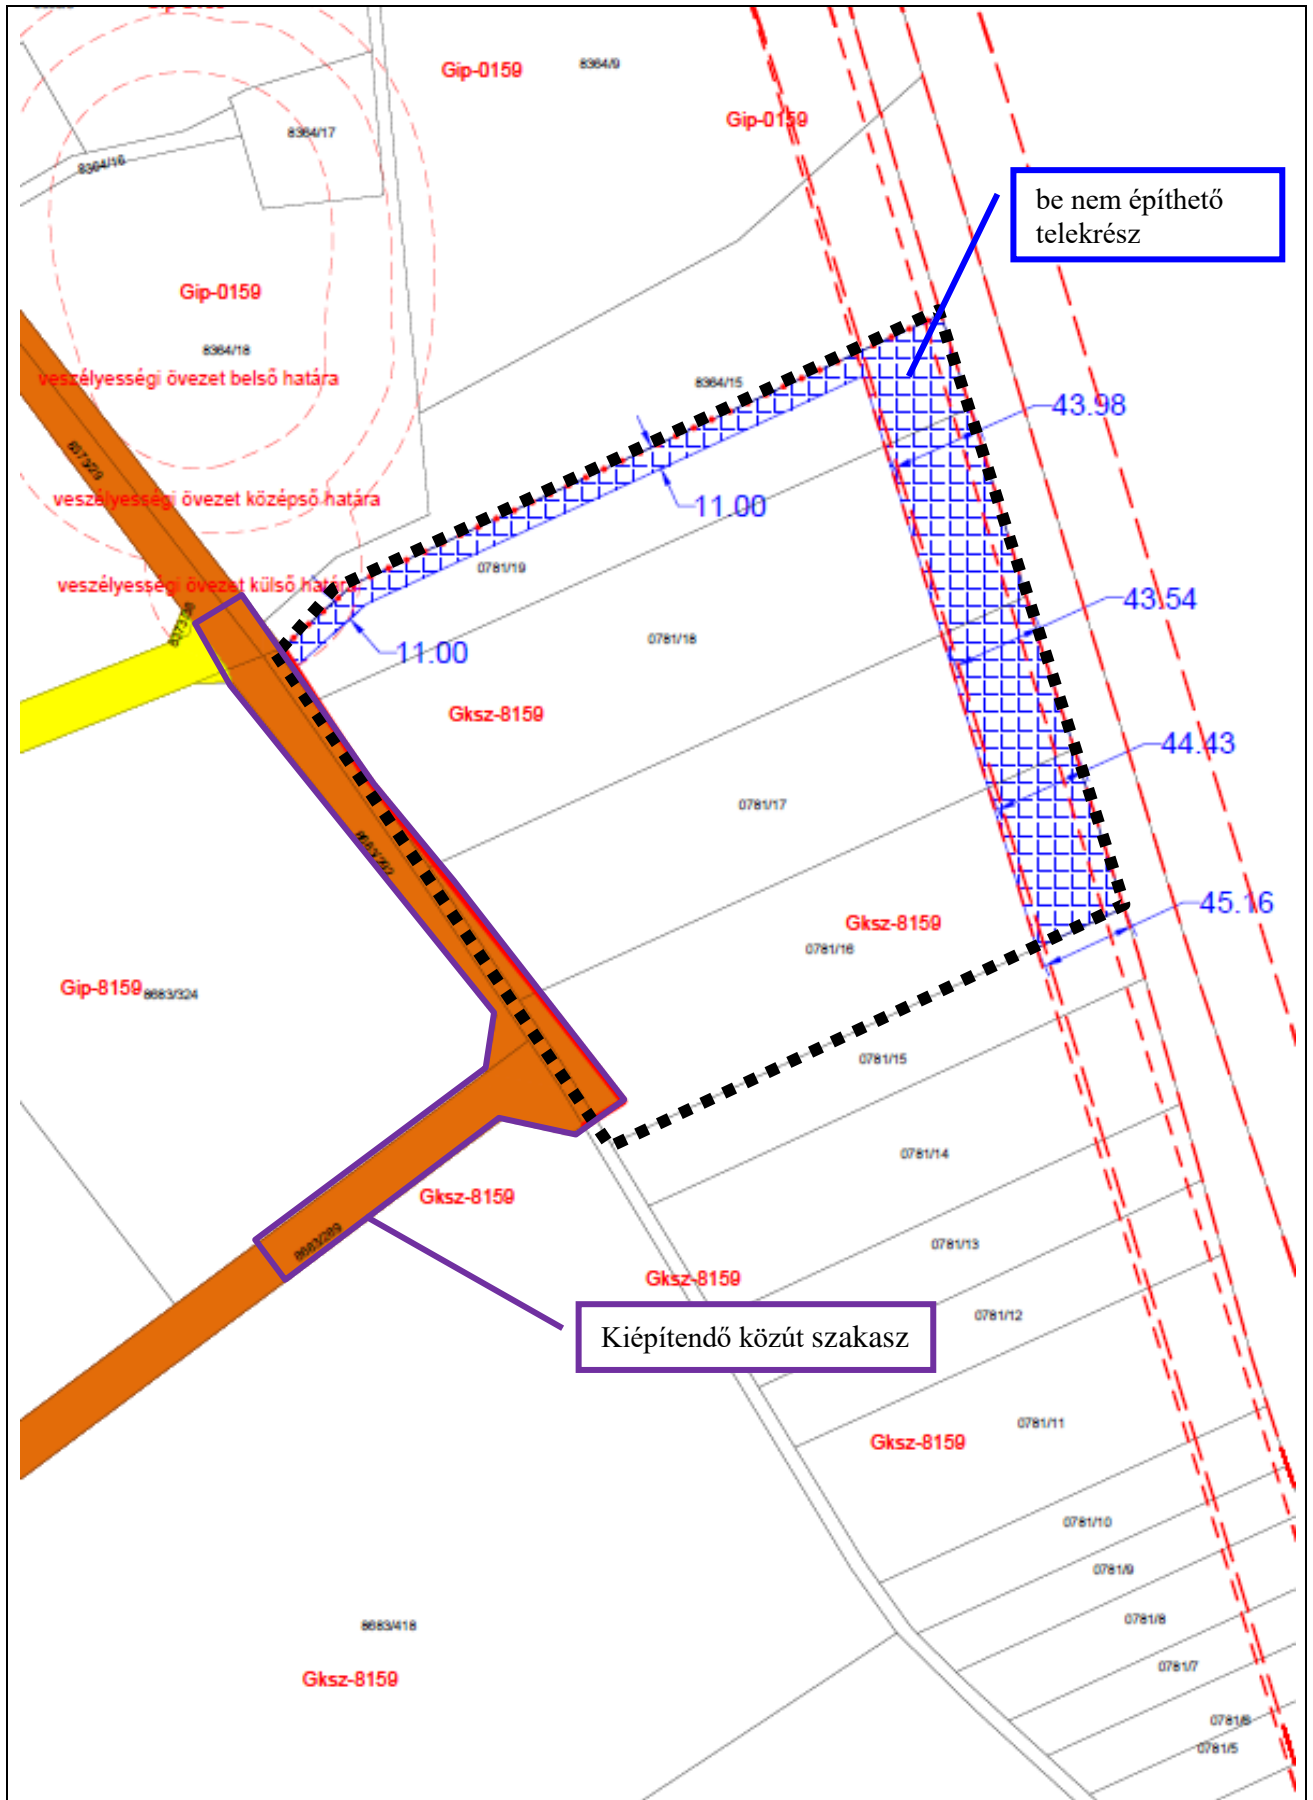 Gip-0159
8364/9
Gip-0159
8364/17
8364/16
be nem építhető
telekrész
Gip-0159
8364/18
veszélyességi övezet belső határa
8364/15
43.98
veszélyességi övezet középső határa
11.00
0781/19
veszélyességi övezet külső határa
43.54
0781/18
11.00
Gksz-8159
44.43
0781/17
45.16
Gksz-8159
0781/16
Gip-8159
8683/324
0781/15
0781/14
Gksz-8159
8683/289
0781/13
Gksz-8159
0781/12
Kiépítendő közút szakasz
0781/11
Gksz-8159
0781/10
0781/9
0781/8
8683/418
0781/7
Gksz-8159
0781/6
0781/5